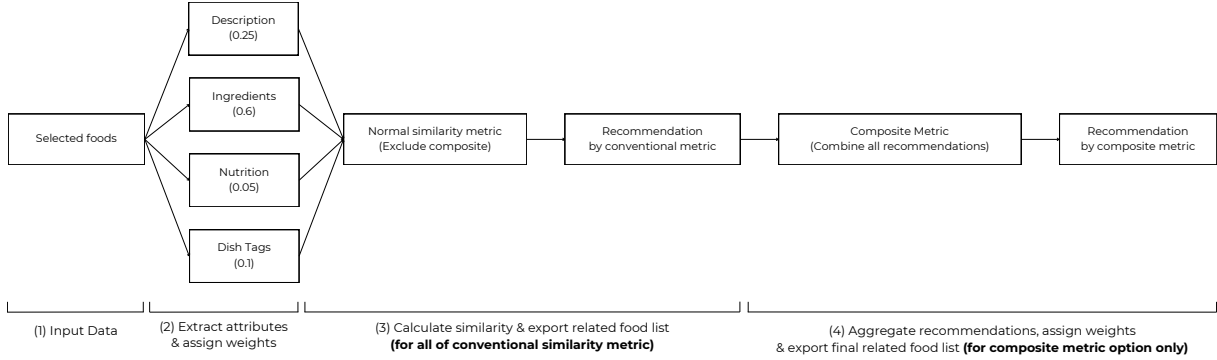 Description
(0.25)
Ingredients
(0.6)
Selected foods
Normal similarity metric
(Exclude composite)
Recommendation
by conventional metric
Composite Metric
(Combine all recommendations)
Recommendation
by composite metric
Nutrition
(0.05)
Dish Tags
(0.1)
(1) Input Data
(2) Extract attributes
& assign weights
(3) Calculate similarity & export related food list
(for all of conventional similarity metric)
(4) Aggregate recommendations, assign weights
& export final related food list (for composite metric option only)